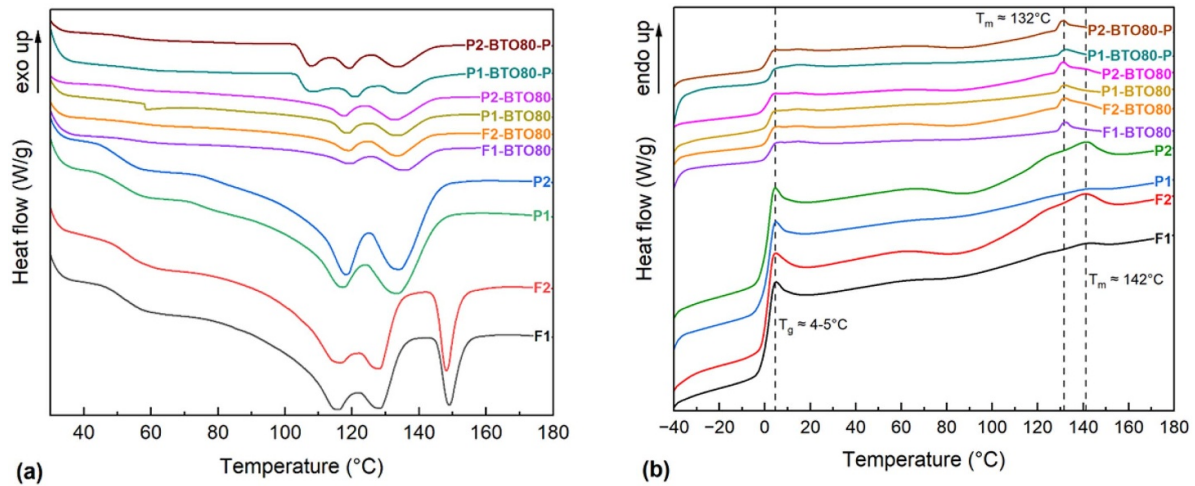 exo up
Heat flow (W/g)
P2-BTO80-P
P1-BTO80-P
P2-BTO80
P1-BTO80
F2-BTO80
F1-BTO80
P2
P1
F2
F1
40 60 80 100 120 140 160 180
Temperature (°C)
(a)
endo up
Heat flow (W/g)
Tm ≈ 132°C
P2-BTO80-P
P1-BTO80-P
P2-BTO80
P1-BTO80
F2-BTO80
F1-BTO80
P2
P1
F2
F1
Tm ≈ 142°C
Tg ≈ 4-5°C
−40 −20 0 20 40 60 80 100 120 140 160 180
Temperature (°C)
(b)